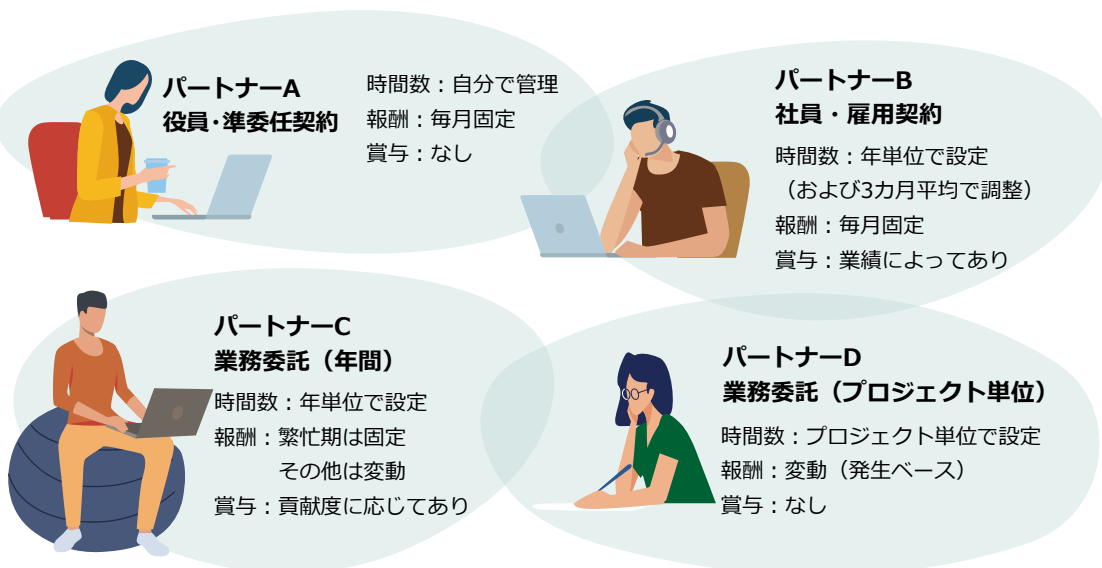 パートナーA
役員・準委任契約
時間数：自分で管理
報酬：毎月固定
賞与：なし
パートナーB
社員・雇用契約
時間数：年単位で設定
（および3カ月平均で調整）
報酬：毎月固定
賞与：業績によってあり
パートナーC
業務委託（年間）
時間数：年単位で設定
報酬：繁忙期は固定
その他は変動
賞与：貢献度に応じてあり
パートナーD
業務委託（プロジェクト単位）
時間数：プロジェクト単位で設定
報酬：変動（発生ベース）
賞与：なし